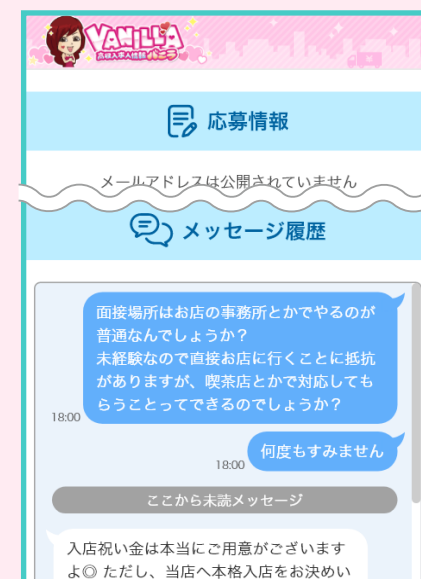 VANILLA
高収入求人情報 バニラ
応募情報
メールアドレスは公開されていません
メッセージ履歴
面接場所はお店の事務所とかでやるのが
普通なんでしょうか？
未経験なので直接お店に行くことに抵抗
がありますが、喫茶店とかで対応しても
らうことってできるのでしょうか？
18:00
何度もすみません
18:00
ここから未読メッセージ
入店祝い金は本当にご用意がございます
よ◎ ただし、当店へ本格入店をお決めい